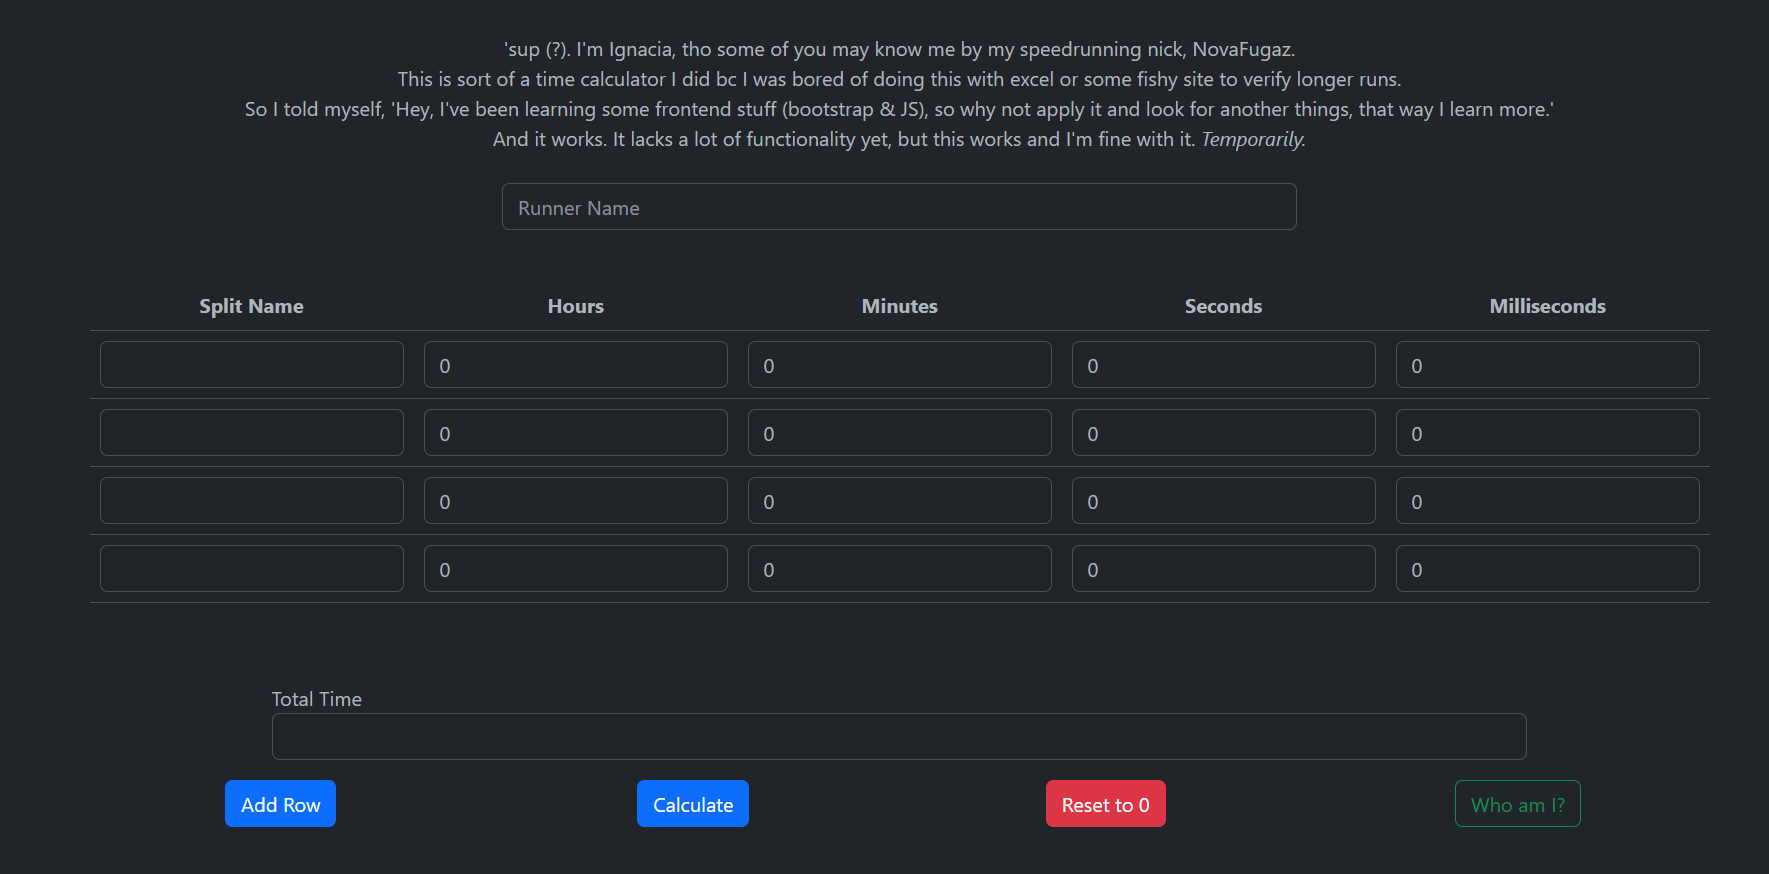 'sup (?). I'm Ignacia, tho some of you may know me by my speedrunning nick, NovaFugaz.
This is sort of a time calculator I did bc I was bored of doing this with excel or some fishy site to verify longer runs.
So I told myself, 'Hey, I've been learning some frontend stuff (bootstrap & JS), so why not apply it and look for another things, that way I learn more.'
And it works. It lacks a lot of functionality yet, but this works and I'm fine with it. Temporarily.
Runner Name
Split Name Hours Minutes Seconds Milliseconds
0 0 0 0
0 0 0 0
0 0 0 0
0 0 0 0
Total Time
Add Row Calculate Reset to 0 Who am I?